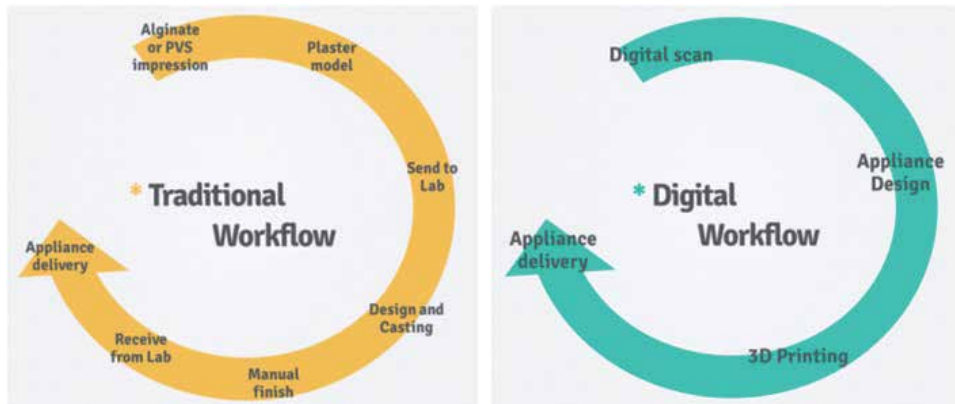 Alginate
or PVS
impression
Plaster
model
Send to
Lab
Design and
Casting
Manual
finish
Receive
from Lab
Appliance
delivery
* Traditional
Workflow
Digital scan
Appliance
Design
3D Printing
Appliance
delivery
* Digital
Workflow